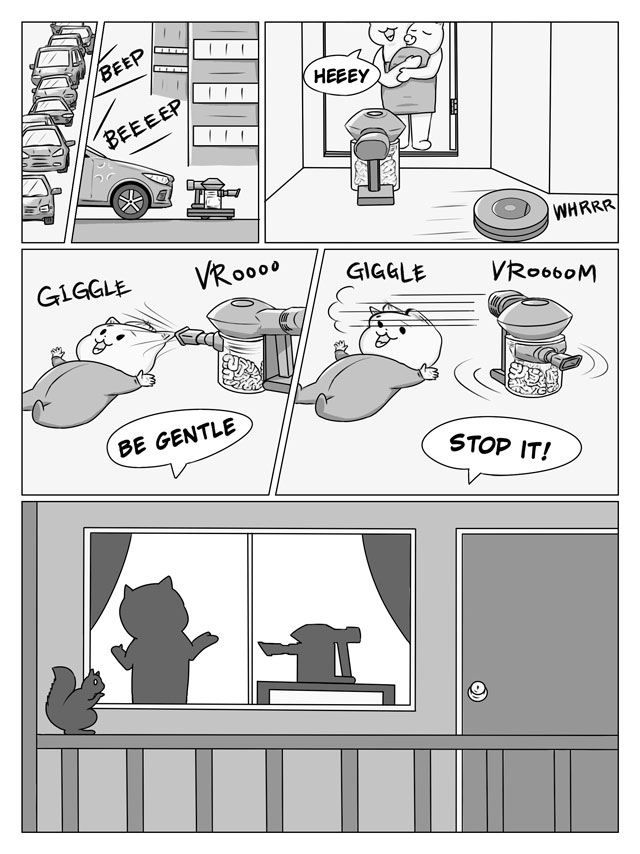 BEEP
BEEEEP
HEEEY
WHRRR
GIGGLE
VROOOO
BE GENTLE
GIGGLE
VROOOOM
STOP IT!